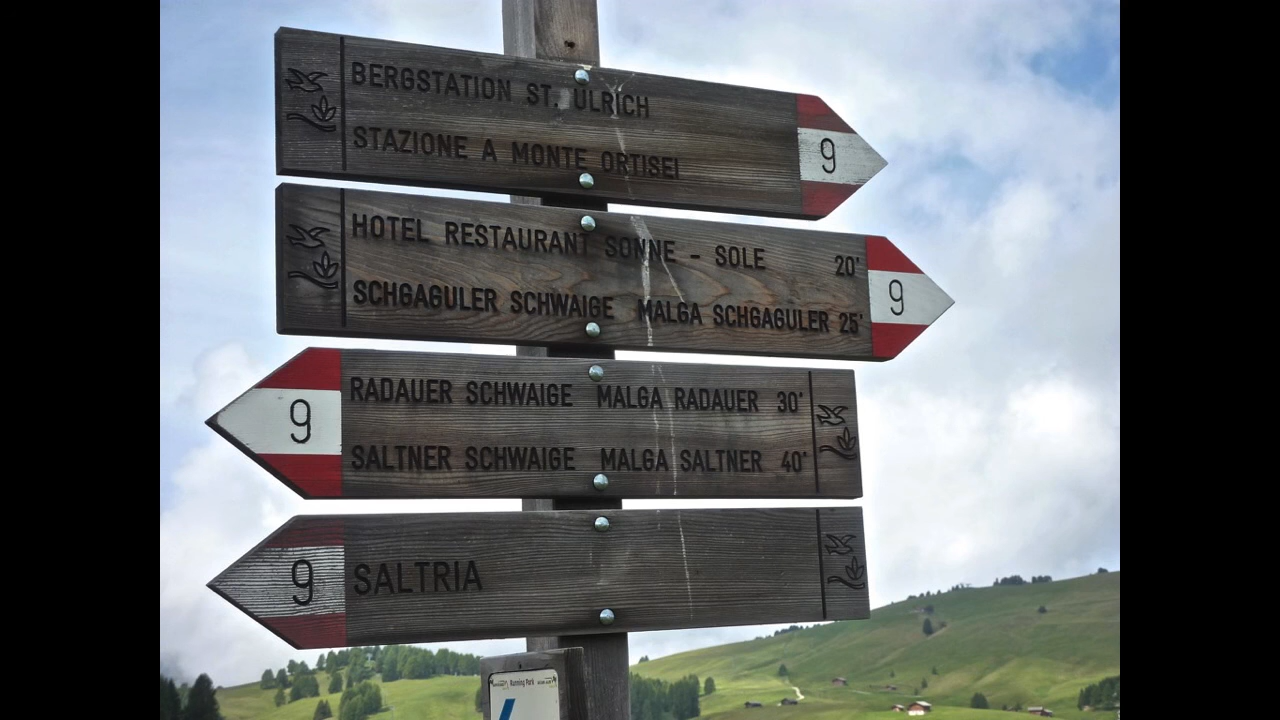 BERGSTATION ST. ULRICH
STAZIONE A MONTE ORTISEI
9
HOTEL RESTAURANT SONNE - SOLE 20'
SCHGAGULER SCHWAIGE MALGA SCHGAGULER 25'
9
RADAUER SCHWAIGE MALGA RADAUER 30'
9
SALTNER SCHWAIGE MALGA SALTNER 40'
9 SALTRIA
Running Park